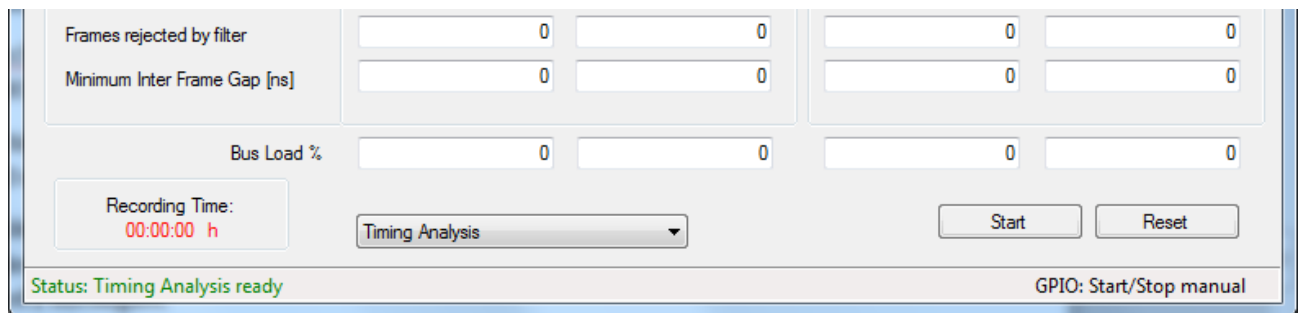 Frames rejected by filter 0 0 0 0
Minimum Inter Frame Gap [ns] 0 0 0 0
Bus Load % 0 0 0 0
Recording Time:
00:00:00 h
Timing Analysis Start Reset
Status: Timing Analysis ready GPIO: Start/Stop manual